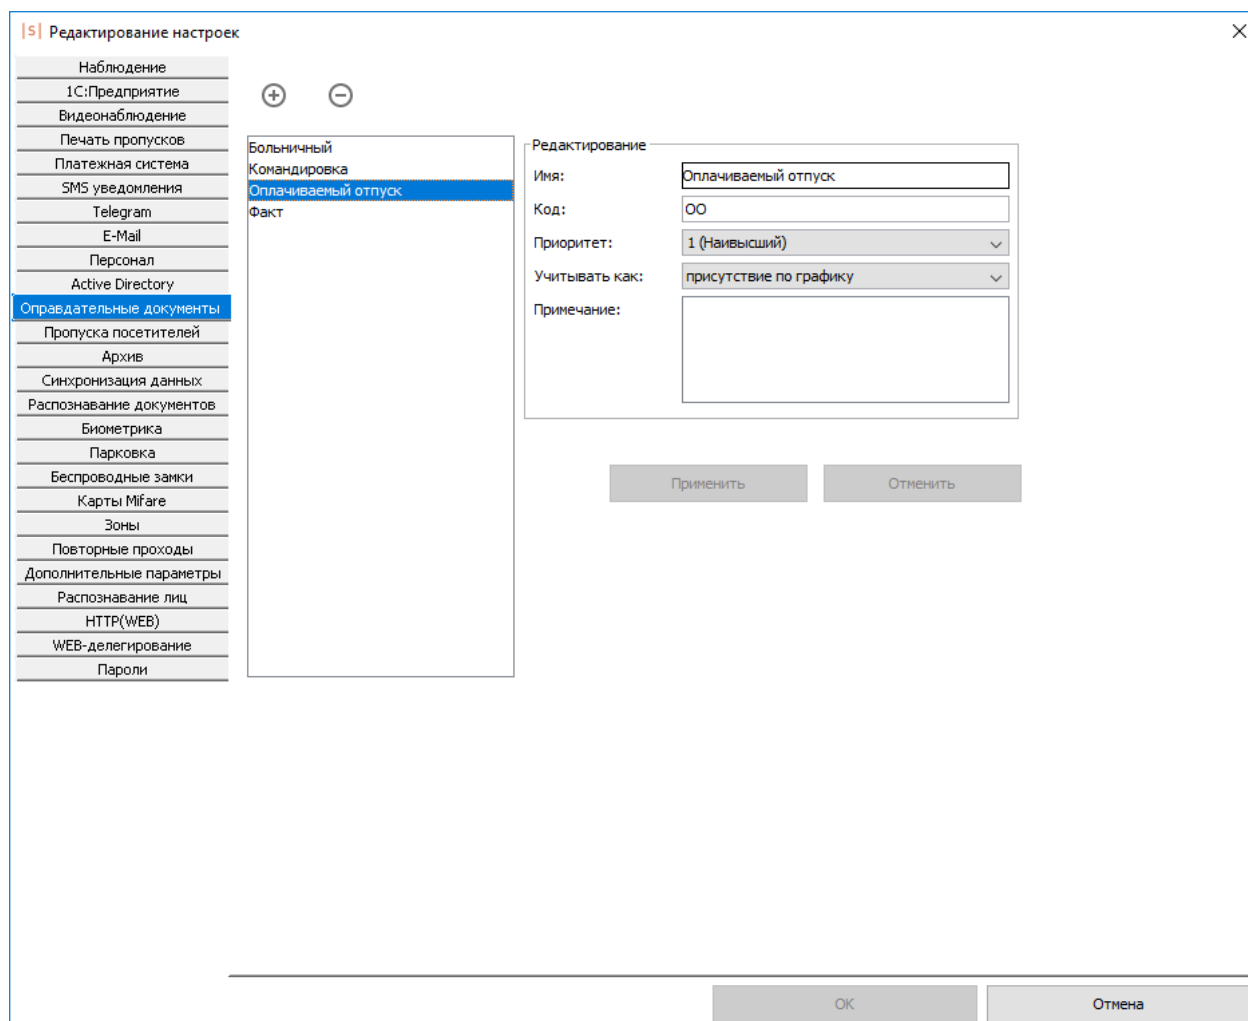 |S| Редактирование настроек
Наблюдение
1С:Предприятие
Видеонаблюдение
Печать пропусков
Платежная система
SMS уведомления
Telegram
E-Mail
Персонал
Active Directory
Оправдательные документы
Пропуска посетителей
Архив
Синхронизация данных
Распознавание документов
Биометрика
Парковка
Беспроводные замки
Карты Mifare
Зоны
Повторные проходы
Дополнительные параметры
Распознавание лиц
HTTP(WEB)
WEB-делегирование
Пароли
Больничный
Командировка
Оплачиваемый отпуск
Факт
Редактирование
Имя: Оплачиваемый отпуск
Код: ОО
Приоритет: 1 (Наивысший)
Учитывать как: присутствие по графику
Примечание:
Применить Отменить
ОК Отмена